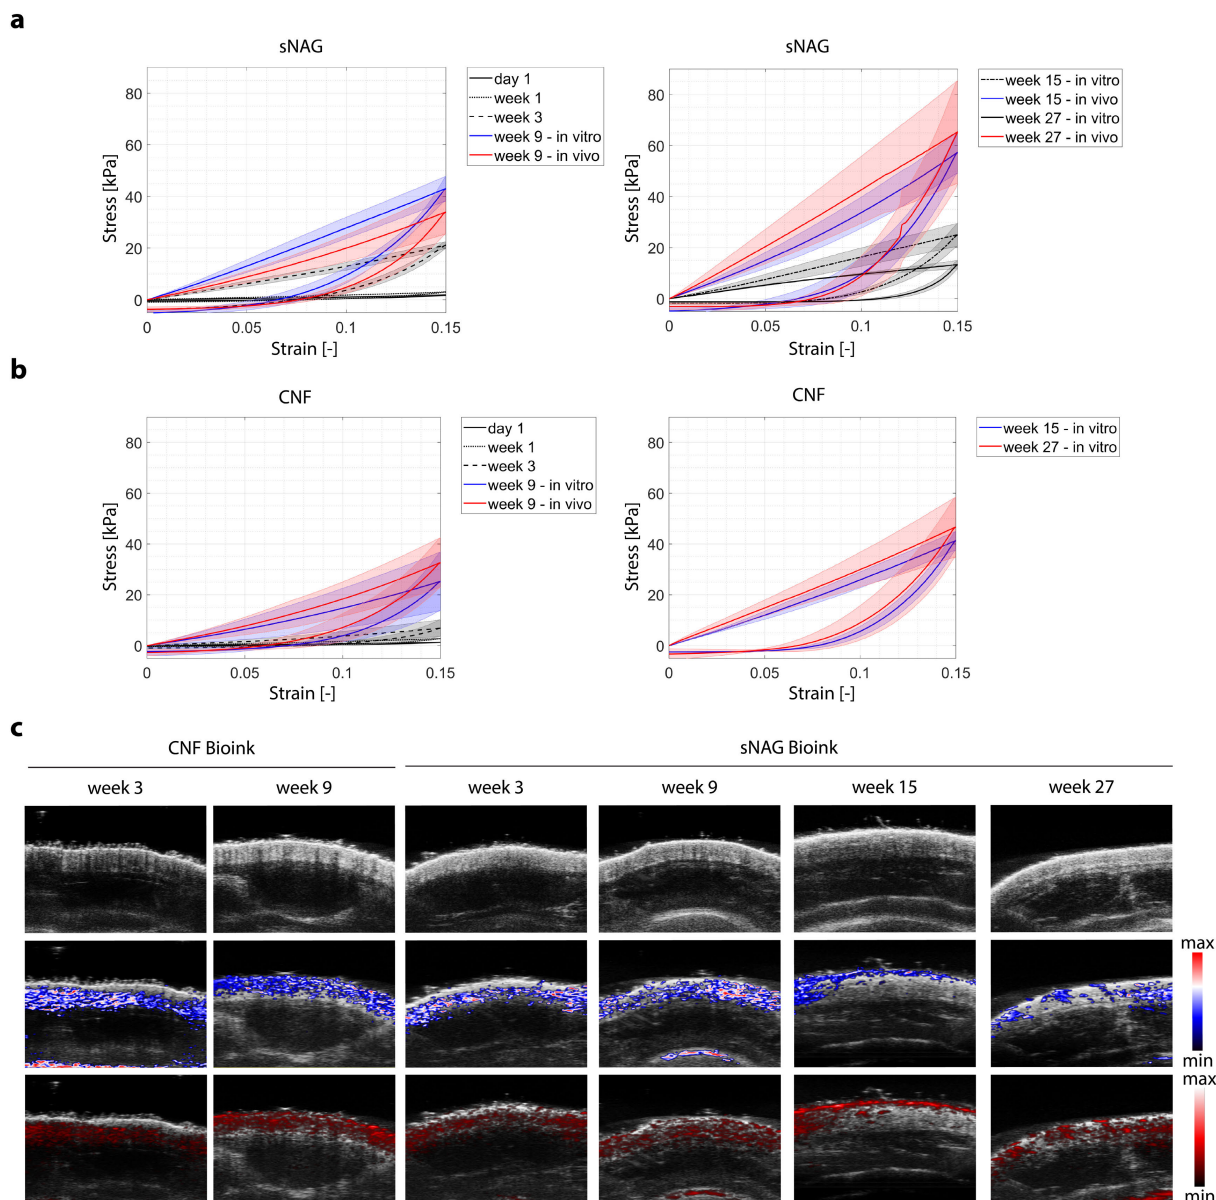 a
sNAG
Stress [kPa]
80
60
40
20
0
0
0.05
0.1
0.15
Strain [-]
day 1
week 1
week 3
week 9 - in vitro
week 9 - in vivo
sNAG
Stress [kPa]
80
60
40
20
0
0
0.05
0.1
0.15
Strain [-]
week 15 - in vitro
week 15 - in vivo
week 27 - in vitro
week 27 - in vivo
b
CNF
Stress [kPa]
80
60
40
20
0
0
0.05
0.1
0.15
Strain [-]
day 1
week 1
week 3
week 9 - in vitro
week 9 - in vivo
CNF
Stress [kPa]
80
60
40
20
0
0
0.05
0.1
0.15
Strain [-]
week 15 - in vitro
week 27 - in vitro
c
CNF Bioink
sNAG Bioink
week 3
week 9
week 3
week 9
week 15
week 27
max
min
max
min